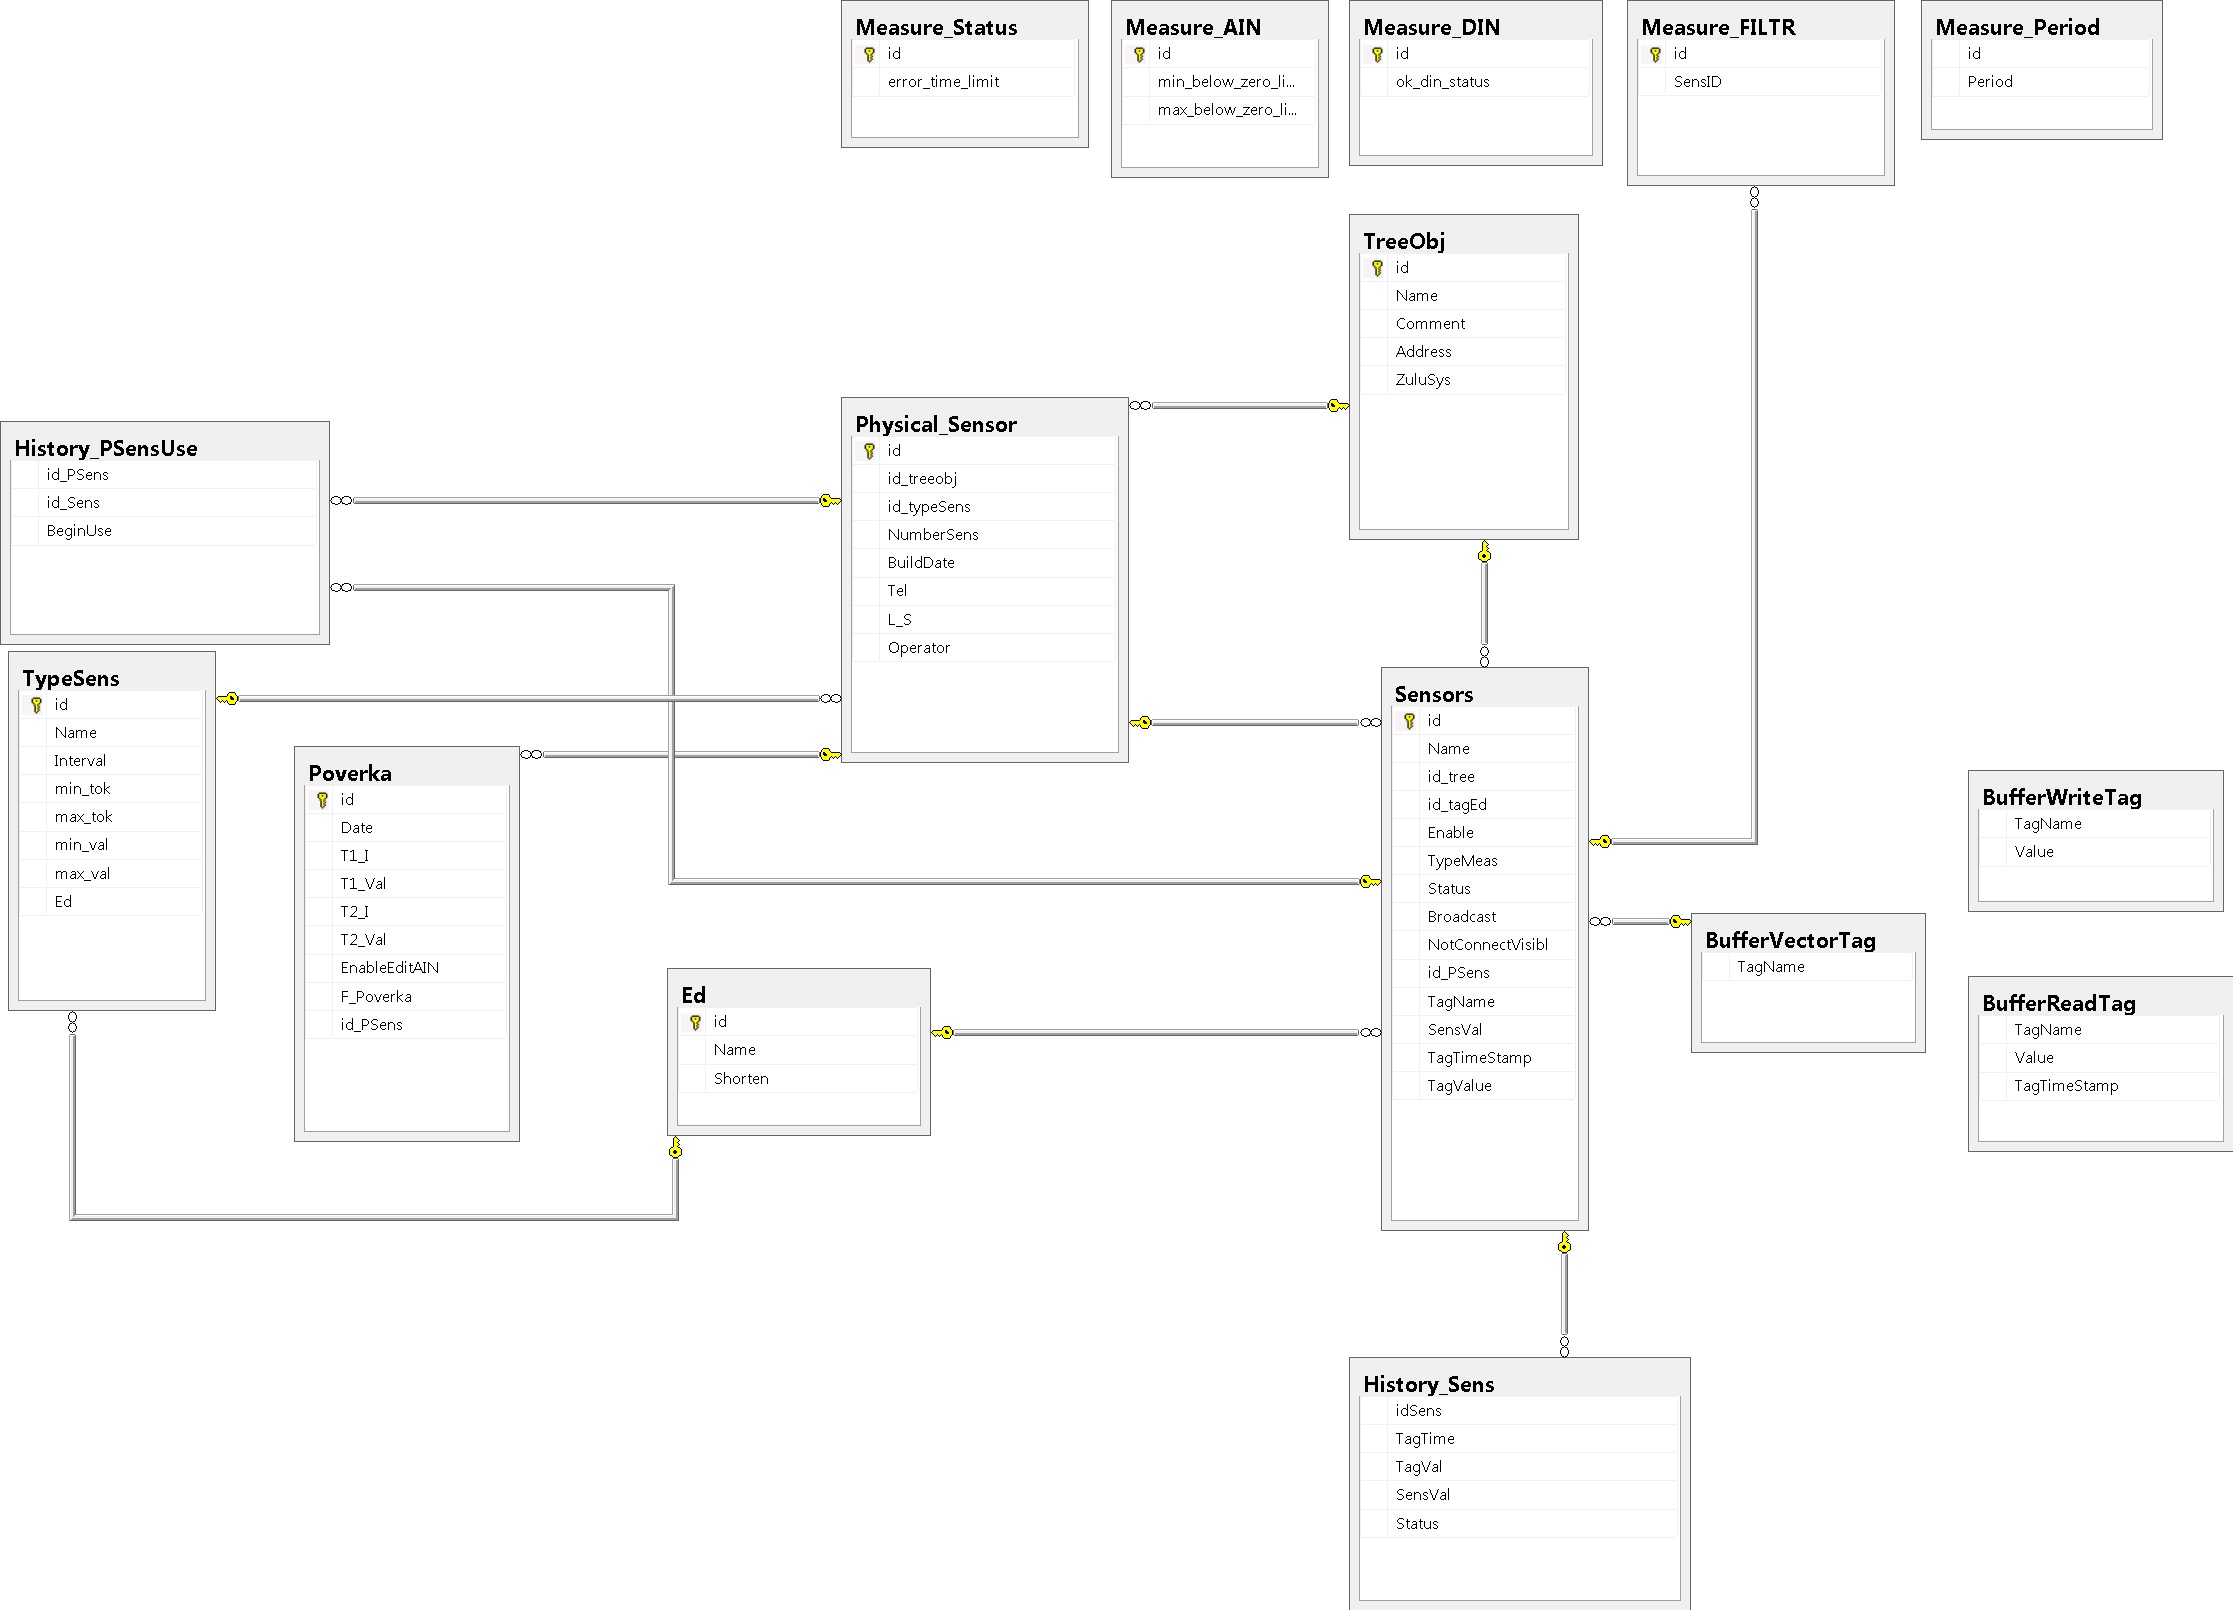 Measure_Status
id
error_time_limit
Measure_AIN
id
min_below_zero_li...
max_below_zero_li...
Measure_DIN
id
ok_din_status
Measure_FILTR
id
SensID
Measure_Period
id
Period
TreeObj
id
Name
Comment
Address
ZuluSys
History_PSensUse
id_PSens
id_Sens
BeginUse
Physical_Sensor
id
id_treeobj
id_typeSens
NumberSens
BuildDate
Tel
L_S
Operator
TypeSens
id
Name
Interval
min_tok
max_tok
min_val
max_val
Ed
Poverka
id
Date
T1_I
T1_Val
T2_I
T2_Val
EnableEditAIN
F_Poverka
id_PSens
Ed
id
Name
Shorten
Sensors
id
Name
id_tree
id_tagEd
Enable
TypeMeas
Status
Broadcast
NotConnectVisibl
id_PSens
TagName
SensVal
TagTimeStamp
TagValue
BufferWriteTag
TagName
Value
BufferVectorTag
TagName
BufferReadTag
TagName
Value
TagTimeStamp
History_Sens
idSens
TagTime
TagVal
SensVal
Status